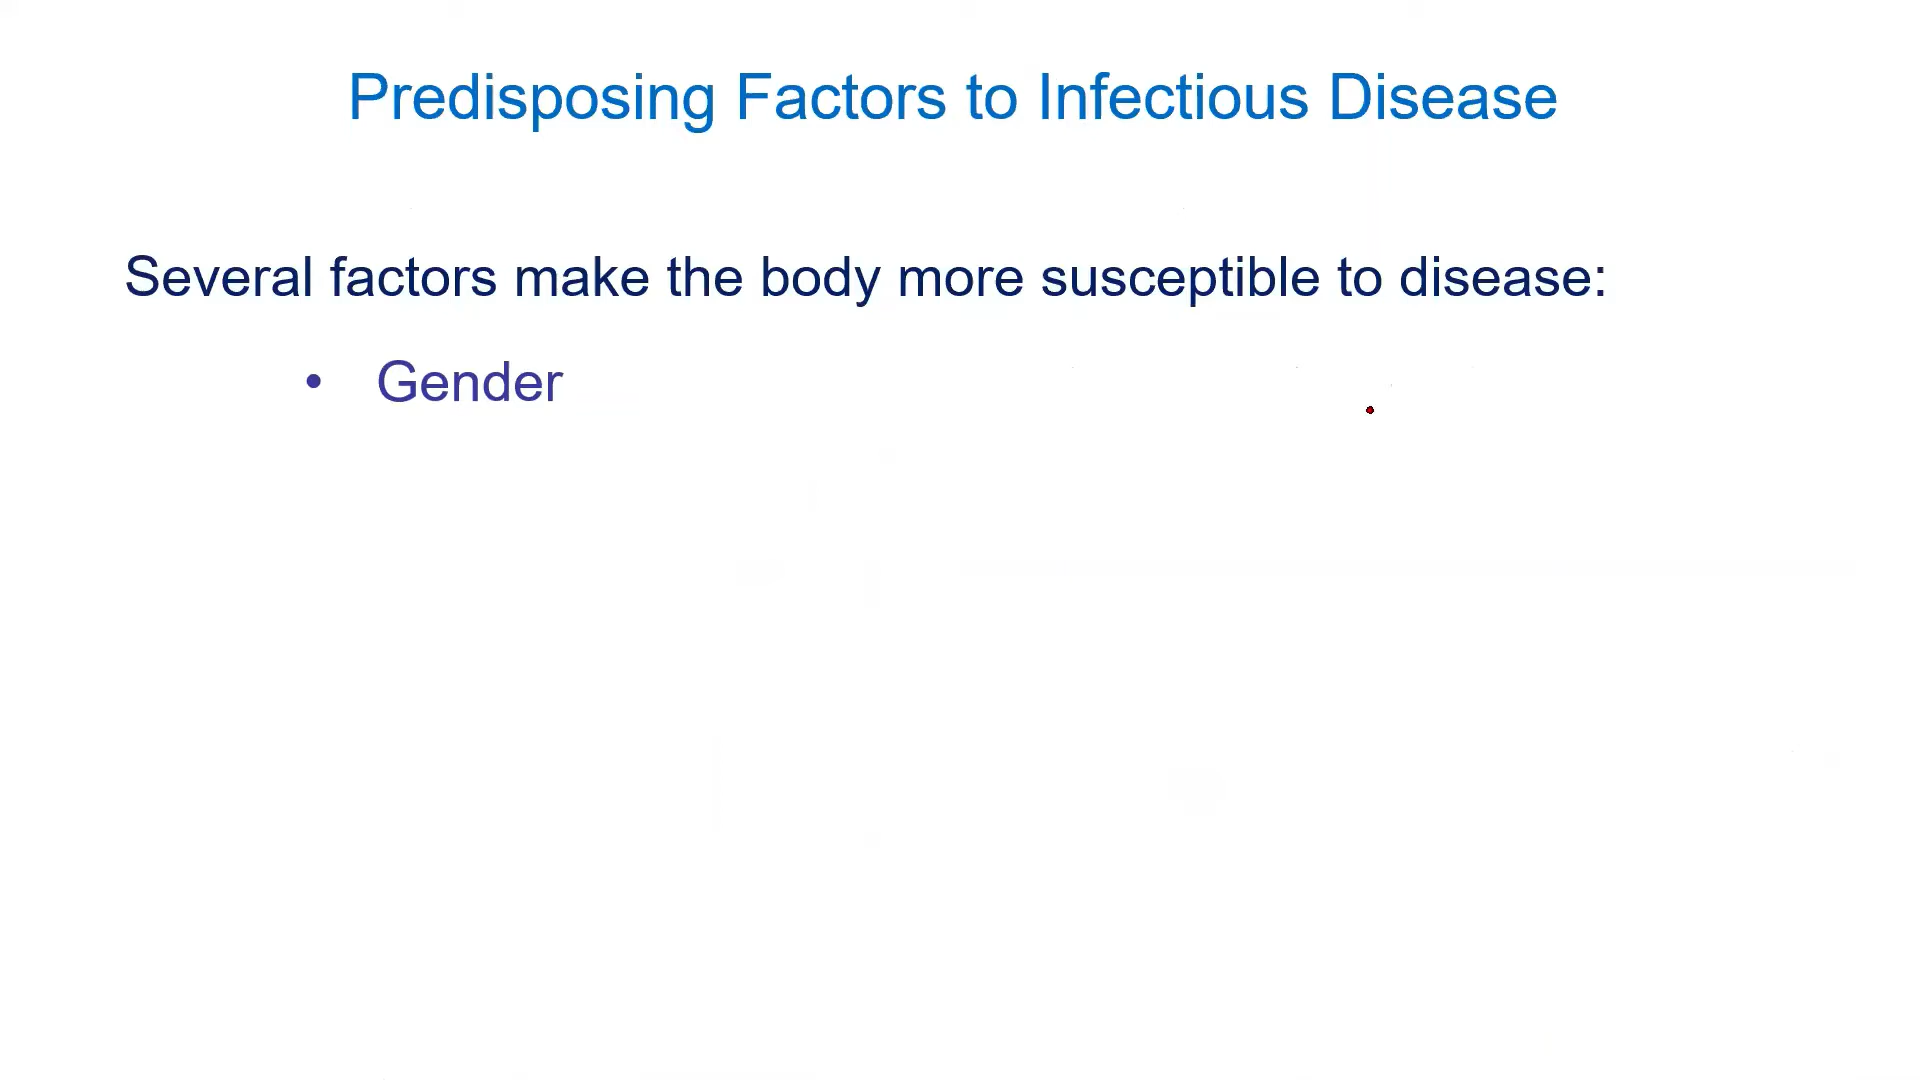 Predisposing Factors to Infectious Disease
Several factors make the body more susceptible to disease:
• Gender